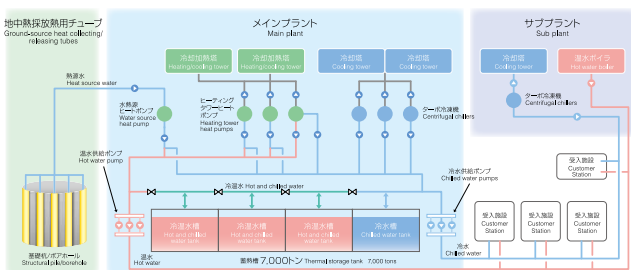 地中熱採放熱用チューブ
Ground-source heat collecting/
releasing tubes
メインプラント
Main plant
サブプラント
Sub plant
冷却加熱塔
Heating/cooling tower
冷却加熱塔
Heating/cooling tower
冷却塔
Cooling tower
冷却塔
Cooling tower
冷却塔
Cooling tower
温水ボイラ
Hot water boiler
熱源水
Heat source water
水熱源
ヒートポンプ
Water source
heat pump
ヒーティング
タワーヒート
ポンプ
Heating tower
heat pumps
ターボ冷凍機
Centrifugal chillers
ターボ冷凍機
Centrifugal chillers
温水供給ポンプ
Hot water pump
冷水供給ポンプ
Chilled water pumps
受入施設
Customer
Station
冷温水 Hot and chilled water
冷温水槽
Hot and chilled
water tank
冷温水槽
Hot and chilled
water tank
冷温水槽
Hot and chilled
water tank
冷水槽
Chilled water tank
受入施設
Customer
Station
受入施設
Customer
Station
受入施設
Customer
Station
基礎杭/ボアホール
Structural pile/borehole
温水
Hot water
蓄熱槽 7,000トン Thermal storage tank 7,000 tons
冷水
Chilled water